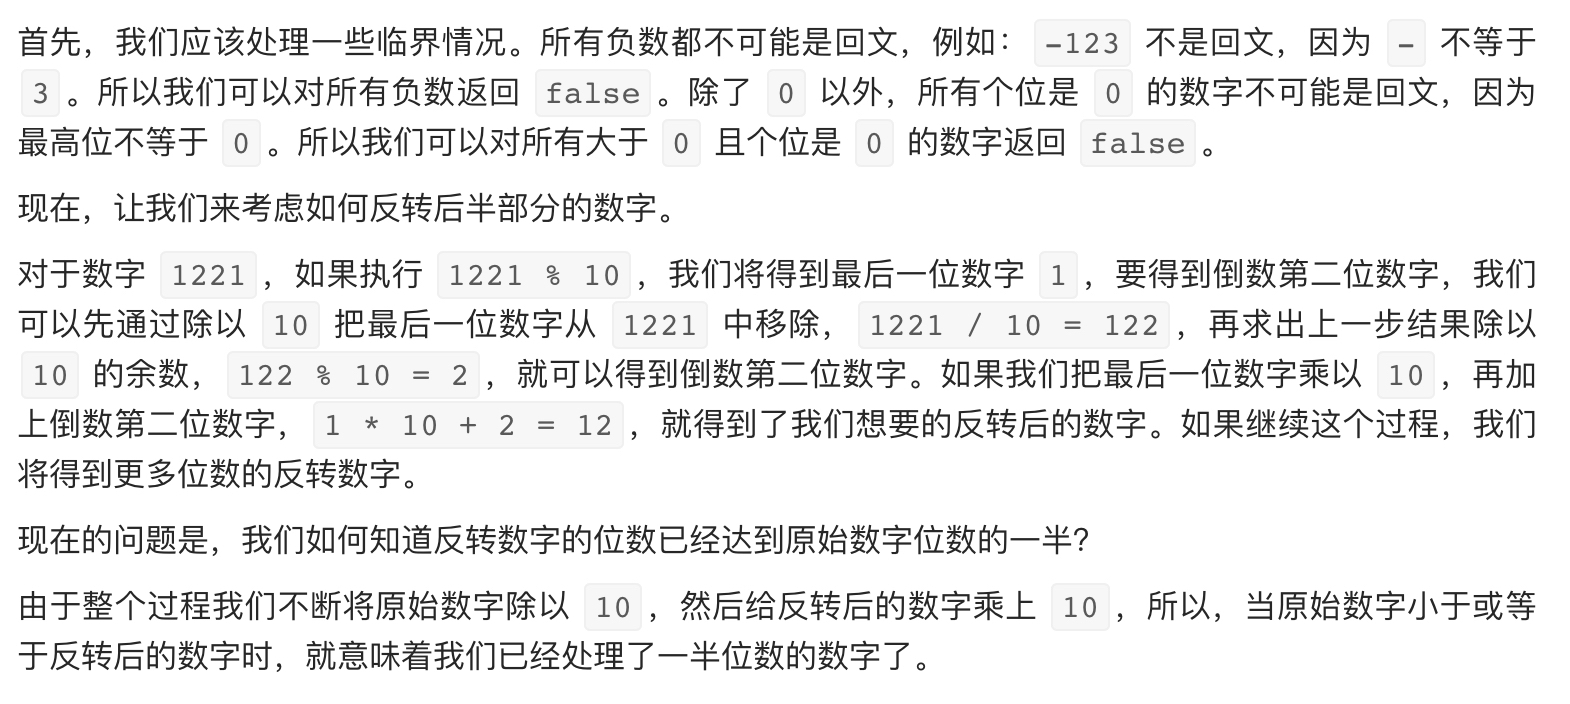 首先，我们应该处理一些临界情况。所有负数都不可能是回文，例如：-123 不是回文，因为 - 不等于
3。所以我们可以对所有负数返回 false。除了 0 以外，所有个位是 0 的数字不可能是回文，因为
最高位不等于 0。所以我们可以对所有大于 0 且个位是 0 的数字返回 false。
现在，让我们来考虑如何反转后半部分的数字。
对于数字 1221，如果执行 1221 % 10，我们将得到最后一位数字 1，要得到倒数第二位数字，我们
可以先通过除以 10 把最后一位数字从 1221 中移除，1221 / 10 = 122，再求出上一步结果除以
10 的余数，122 % 10 = 2，就可以得到倒数第二位数字。如果我们把最后一位数字乘以 10，再加
上倒数第二位数字，1 * 10 + 2 = 12，就得到了我们想要的反转后的数字。如果继续这个过程，我们
将得到更多位数的反转数字。
现在的问题是，我们如何知道反转数字的位数已经达到原始数字位数的一半？
由于整个过程我们不断将原始数字除以 10，然后给反转后的数字乘上 10，所以，当原始数字小于或等
于反转后的数字时，就意味着我们已经处理了一半位数的数字了。